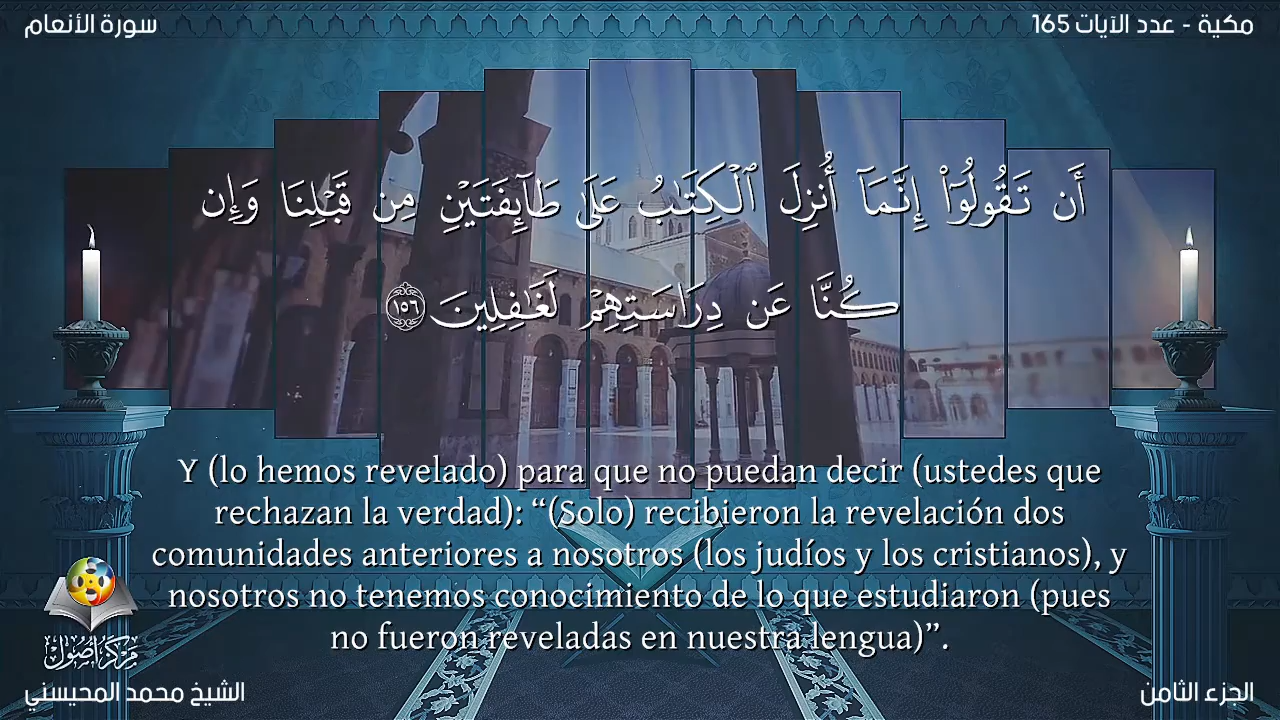 سورة الأنعام
مكية - عدد الآيات 165
أَن تَقُولُوٓا۟ إِنَّمَآ أُنزِلَ ٱلْكِتَـٰبُ عَلَىٰ طَآئِفَتَيْنِ مِن قَبْلِنَا وَإِن
كُنَّا عَن دِرَاسَتِهِمْ لَغَـٰفِلِينَ ١٥٦
Y (lo hemos revelado) para que no puedan decir (ustedes que
rechazan la verdad): “(Solo) recibieron la revelación dos
comunidades anteriores a nosotros (los judíos y los cristianos), y
nosotros no tenemos conocimiento de lo que estudiaron (pues
no fueron reveladas en nuestra lengua)”.
مركز أصول
الشيخ محمد المحيسني
الجزء الثامن